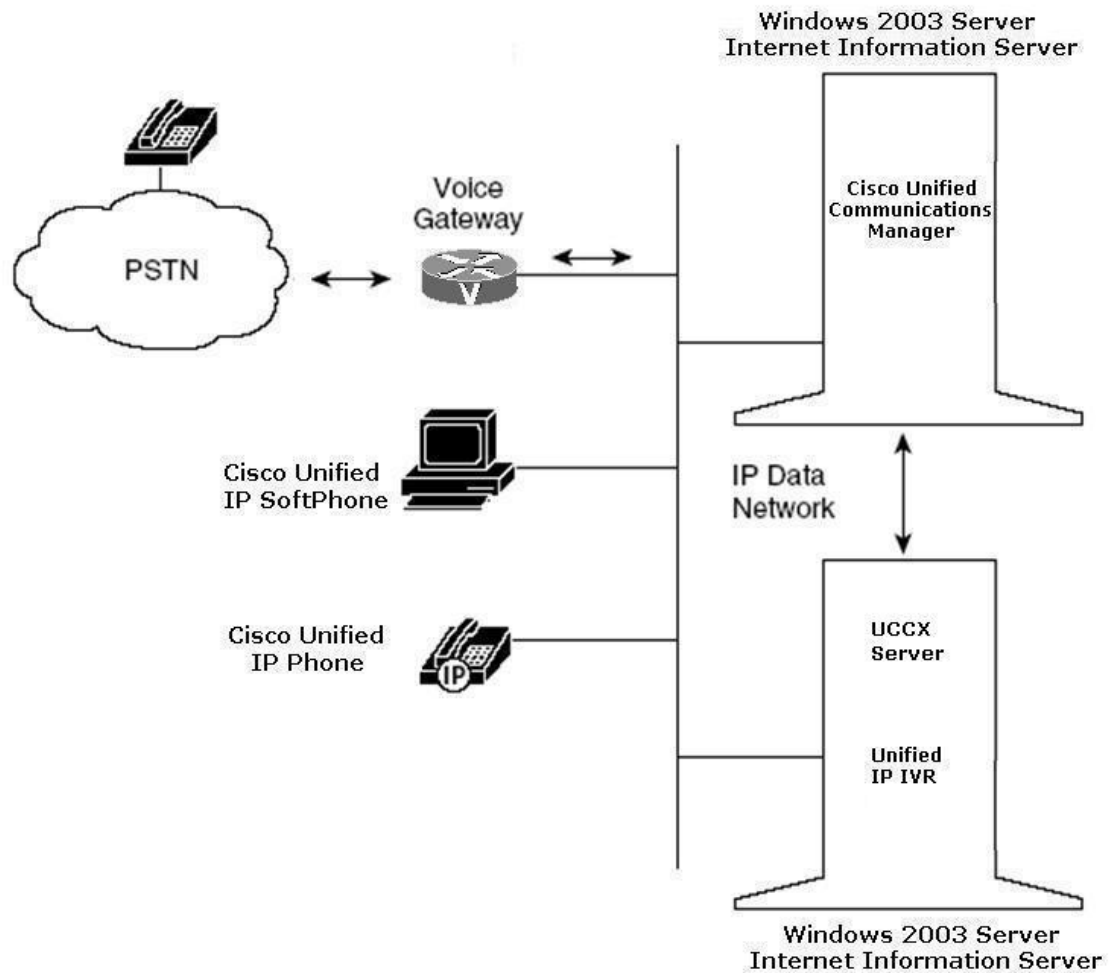 Windows 2003 Server
Internet Information Server
Cisco Unified
Communications
Manager
Voice
Gateway
PSTN
V
IP Data
Network
Cisco Unified
IP SoftPhone
Cisco Unified
IP Phone
IP
UCCX
Server
Unified
IP IVR
Windows 2003 Server
Internet Information Server